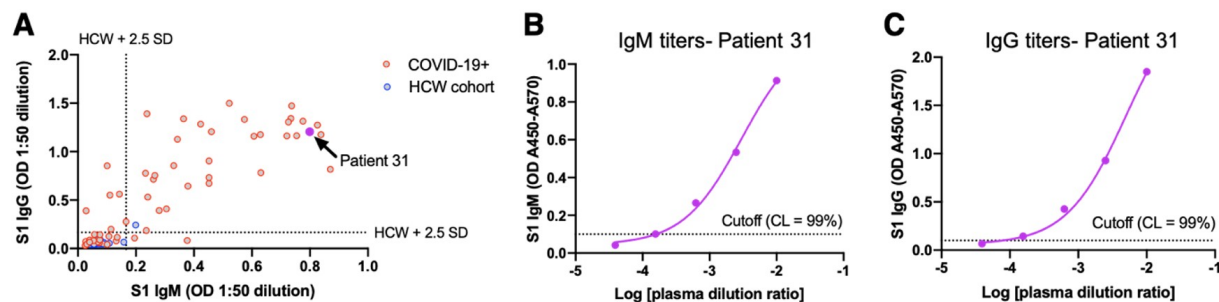 A
HCW + 2.5 SD
COVID-19+
HCW cohort
Patient 31
HCW + 2.5 SD
S1 IgG (OD 1:50 dilution)
2.0
1.5
1.0
0.5
0.0
0.0 0.2 0.4 0.6 0.8 1.0
S1 IgM (OD 1:50 dilution)
B
IgM titers- Patient 31
S1 IgM (OD A450-A570)
1.0
0.8
0.6
0.4
0.2
0.0
Cutoff (CL = 99%)
-5 -4 -3 -2 -1
Log [plasma dilution ratio]
C
IgG titers- Patient 31
S1 IgG (OD A450-A570)
2.0
1.5
1.0
0.5
0.0
Cutoff (CL = 99%)
-5 -4 -3 -2 -1
Log [plasma dilution ratio]